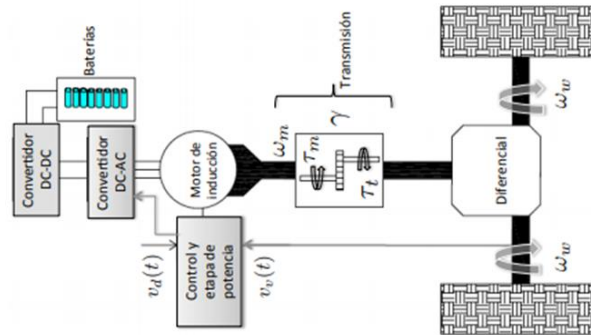 Baterías
Convertidor
DC-DC
Convertidor
DC-AC
Motor de
inducción
Control y
etapa de
potencia
v_d(t)
v_v(t)
ω_m
τ_m
τ_t
γ
Transmisión
Diferencial
ω_w
ω_w